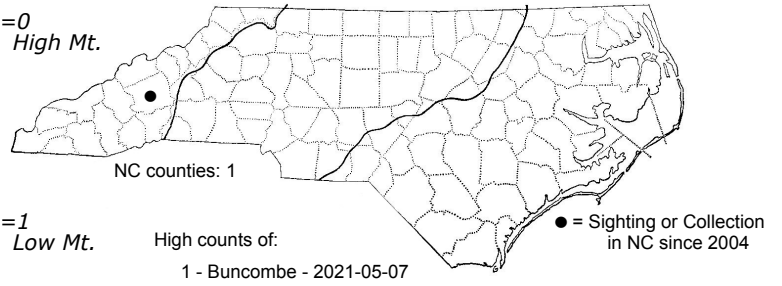 =0
High Mt.
NC counties: 1
=1
Low Mt.
High counts of:
1 - Buncombe - 2021-05-07
● = Sighting or Collection
in NC since 2004